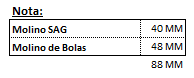 Nota:
Molino SAG 40 MM
Molino de Bolas 48 MM
88 MM